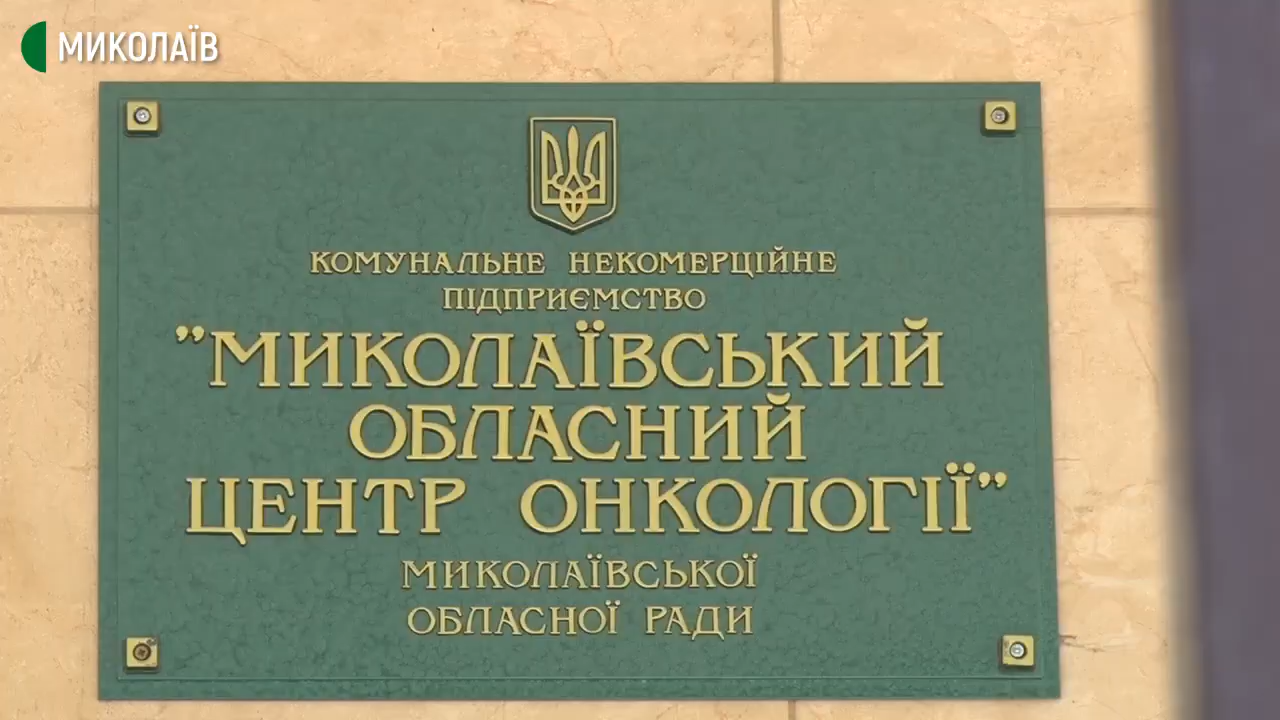 МИКОЛАЇВ
КОМУНАЛЬНЕ НЕКОМЕРЦІЙНЕ
ПІДПРИЄМСТВО
"МИКОЛАЇВСЬКИЙ
ОБЛАСНИЙ
ЦЕНТР ОНКОЛОГІЇ"
МИКОЛАЇВСЬКОЇ
ОБЛАСНОЇ РАДИ